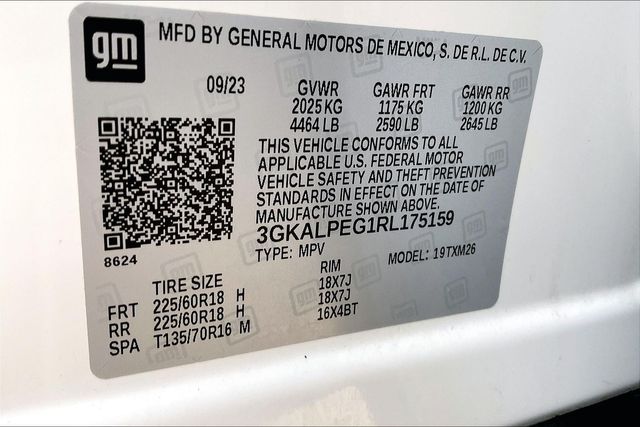 gm
MFD BY GENERAL MOTORS DE MEXICO, S. DE R.L. DE C.V.
09/23 GVWR GAWR FRT GAWR RR
2025 KG 1175 KG 1200 KG
4464 LB 2590 LB 2645 LB
THIS VEHICLE CONFORMS TO ALL
APPLICABLE U.S. FEDERAL MOTOR
VEHICLE SAFETY AND THEFT PREVENTION
STANDARDS IN EFFECT ON THE DATE OF
MANUFACTURE SHOWN ABOVE.
3GKALPEG1RL175159
8624
TYPE: MPV MODEL: 19TXM26
TIRE SIZE RIM
FRT 225/60R18 H 18X7J
RR 225/60R18 H 18X7J
SPA T135/70R16 M 16X4BT